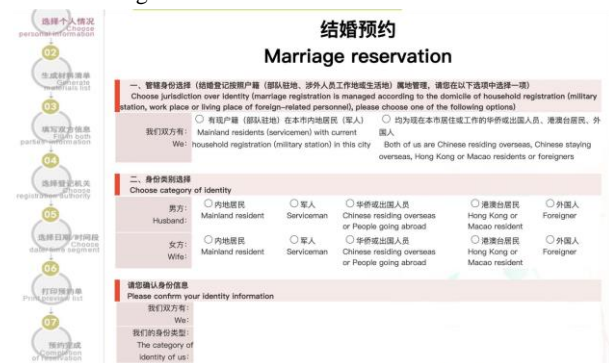 选择个人情况
Choose
personal information
02
生成材料清单
Generate
materials list
03
填写双方信息
Fill in both
parties' information
04
选择登记机关
Choose
registration authority
05
选择日期/时间段
Choose
date/time segment
06
打印预约单
Print preview list
07
预约完成
Completion
of reservation
结婚预约
Marriage reservation
一、管辖身份选择（结婚登记按照户籍（部队驻地、涉外人员工作地或生活地）属地管理，请您在以下选项中选择一项）
Choose jurisdiction over identity (marriage registration is managed according to the domicile of household registration (military
station, work place or living place of foreign-related personel), please choose one of the following options)
我们双方有:
We:
有现户籍（部队驻地）在本市内地居民（军人）
Mainland residents (servicemen) with current
household registration (military station) in this city
均为现在本市居住或工作的华侨或出国人员、港澳台居民、外
国人
Both of us are Chinese residing overseas, Chinese staying
overseas, Hong Kong or Macao residents or foreigners
二、身份类别选择
Choose category of identity
男方:
Husband:
内地居民
Mainland resident
军人
Serviceman
华侨或出国人员
Chinese residing overseas
or People going abroad
港澳台居民
Hong Kong or
Macao resident
外国人
Foreigner
女方:
Wife:
内地居民
Mainland resident
军人
Serviceman
华侨或出国人员
Chinese residing overseas
or People going abroad
港澳台居民
Hong Kong or
Macao resident
外国人
Foreigner
请您确认身份信息
Please confirm your identity information
我们双方有:
We:
我们的身份类型:
The category of
identity of us: